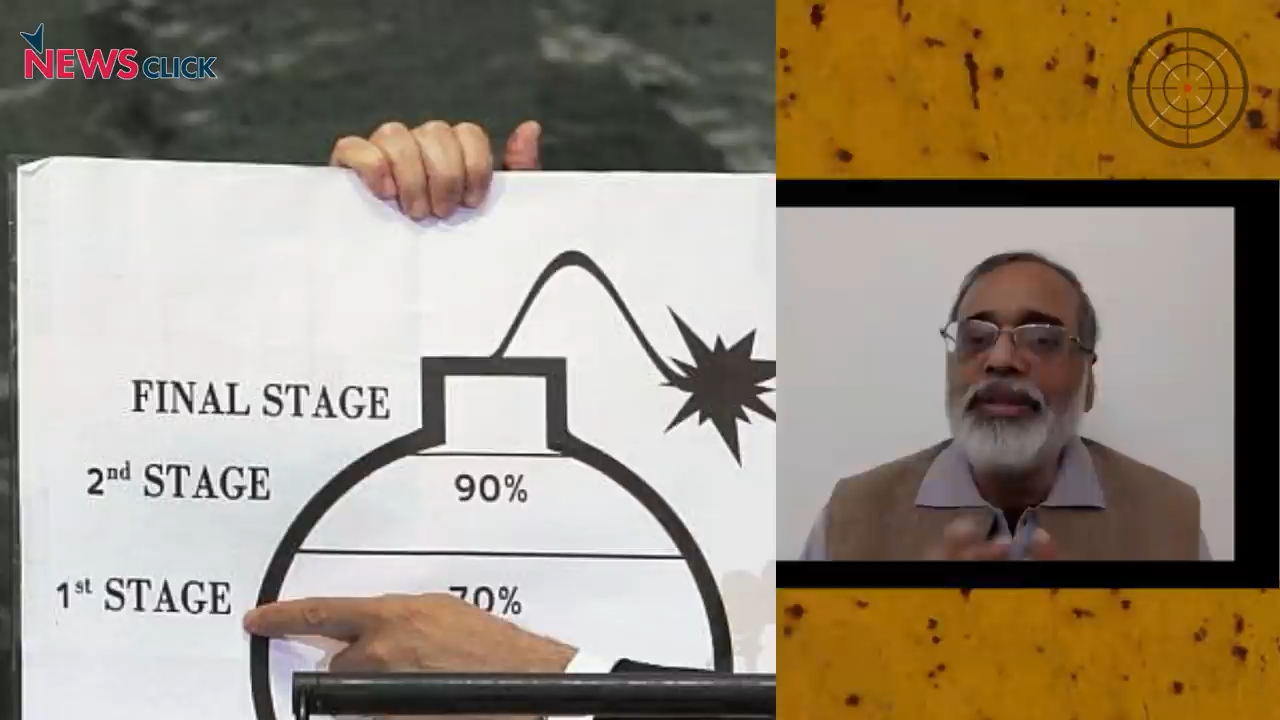 NEWSCLICK
FINAL STAGE
2nd STAGE
90%
1st STAGE
70%